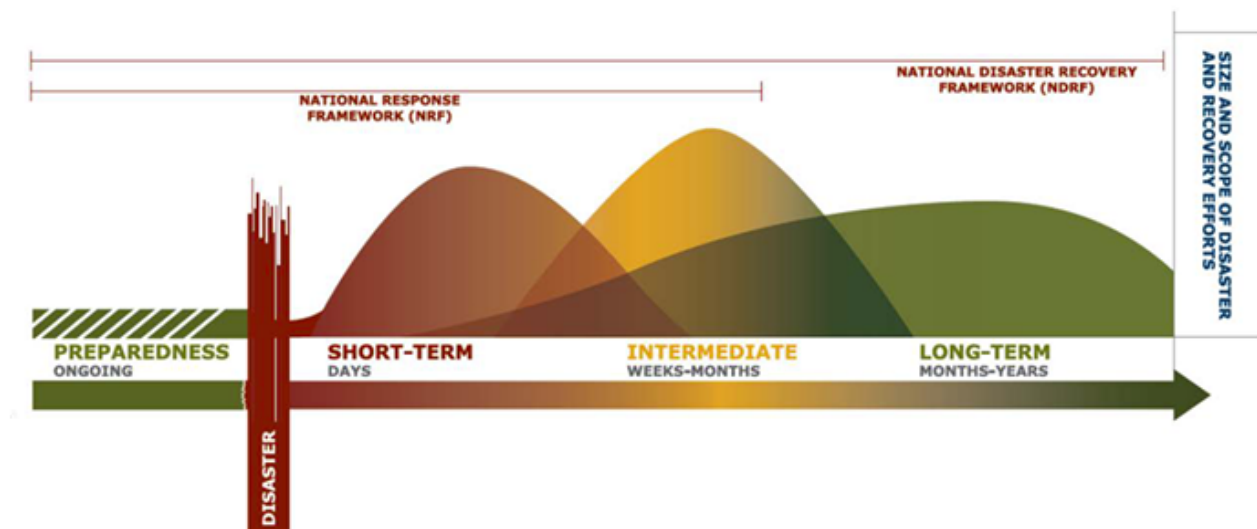 NATIONAL DISASTER RECOVERY
FRAMEWORK (NDRF)
NATIONAL RESPONSE
FRAMEWORK (NRF)
SIZE AND SCOPE OF DISASTER
AND RECOVERY EFFORTS
PREPAREDNESS
ONGOING
SHORT-TERM
DAYS
INTERMEDIATE
WEEKS-MONTHS
LONG-TERM
MONTHS-YEARS
DISASTER